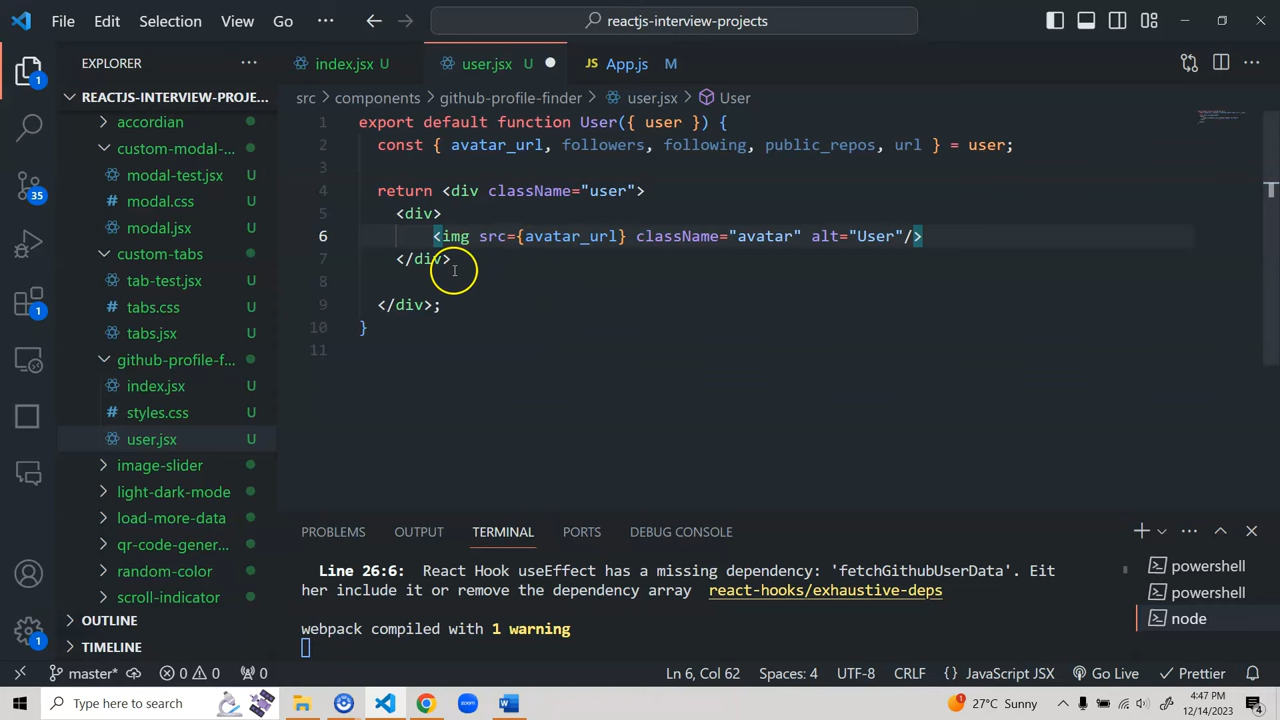 File Edit Selection View Go ··· reactjs-interview-projects
EXPLORER ···
REACTJS-INTERVIEW-PROJE...
accordian
custom-modal-...
modal-test.jsx U
modal.css U
modal.jsx U
custom-tabs
tab-test.jsx U
tabs.css U
tabs.jsx U
github-profile-f...
index.jsx U
styles.css U
user.jsx U
image-slider
light-dark-mode
load-more-data
qr-code-gener...
random-color
scroll-indicator
OUTLINE
TIMELINE
1
35
1
1
index.jsx U user.jsx U JS App.js M ···
src > components > github-profile-finder > user.jsx > User
1 export default function User({ user }) {
2 const { avatar_url, followers, following, public_repos, url } = user;
3
4 return <div className="user">
5 <div>
6 <img src={avatar_url} className="avatar" alt="User"/>
7 </div>
8
9 </div>;
10 }
11
PROBLEMS OUTPUT TERMINAL PORTS DEBUG CONSOLE ···
Line 26:6: React Hook useEffect has a missing dependency: 'fetchGithubUserData'. Eit
her include it or remove the dependency array react-hooks/exhaustive-deps
webpack compiled with 1 warning
powershell
powershell
node
master* 0 0 0 Ln 6, Col 62 Spaces: 4 UTF-8 CRLF {} JavaScript JSX Go Live Prettier
Type here to search 1 27°C Sunny 4:47 PM
12/14/2023 4